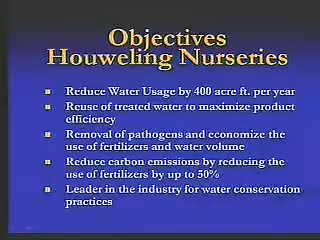 Objectives
Houweling Nurseries
Reduce Water Usage by 400 acre ft. per year
Reuse of treated water to maximize product
efficiency
Removal of pathogens and economize the
use of fertilizers and water volume
Reduce carbon emissions by reducing the
use of fertilizers by up to 50%
Leader in the industry for water conservation
practices